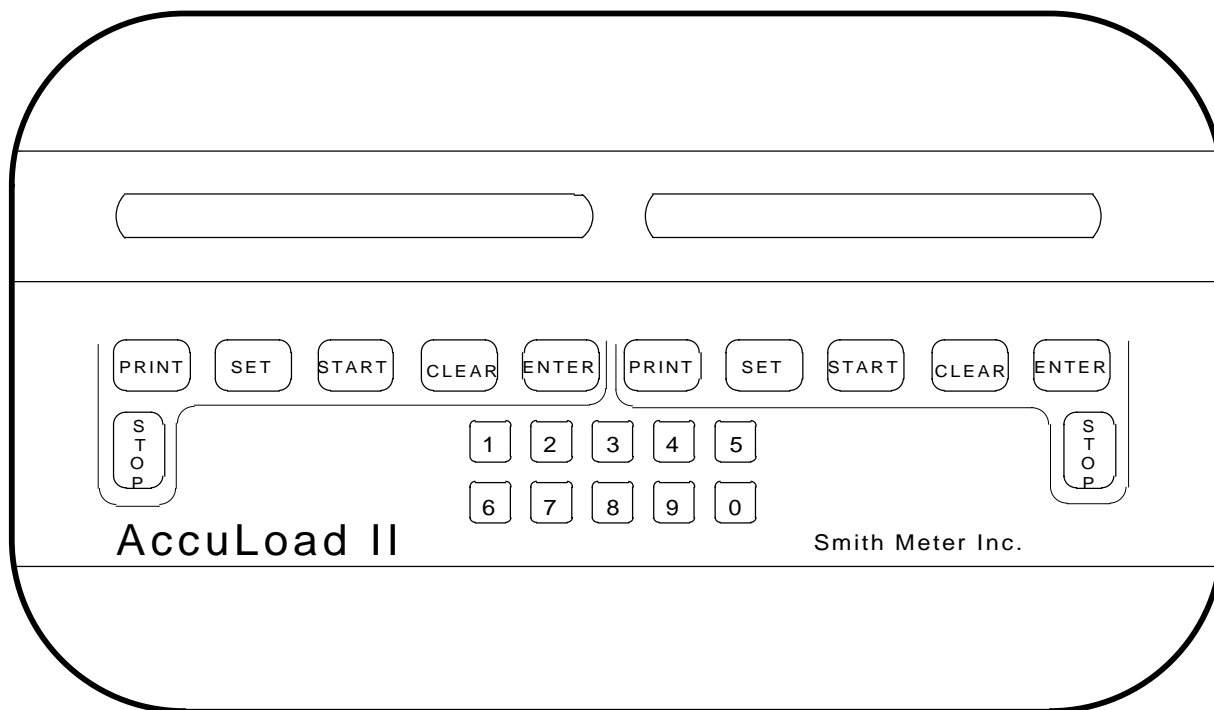 PRINT SET START CLEAR ENTER PRINT SET START CLEAR ENTER
STOP STOP
1 2 3 4 5
6 7 8 9 0
AccuLoad II Smith Meter Inc.